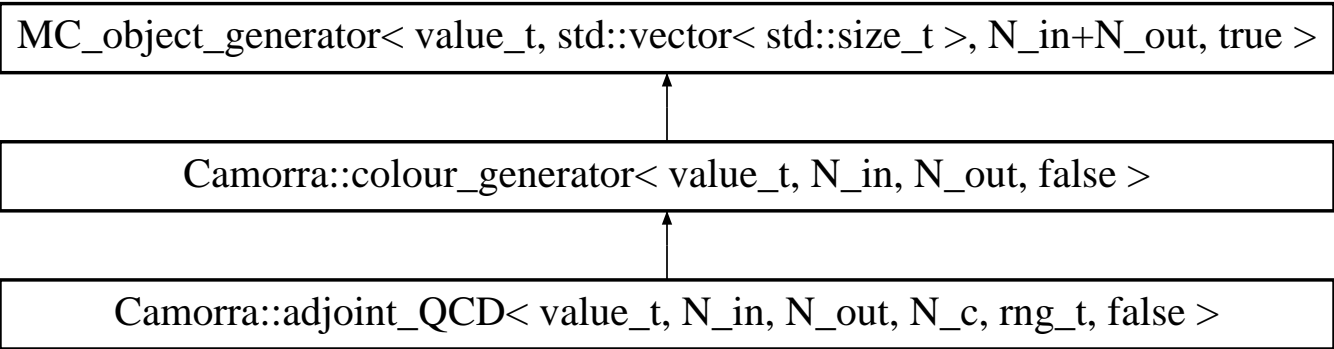 MC_object_generator< value_t, std::vector< std::size_t >, N_in+N_out, true >
Camorra::colour_generator< value_t, N_in, N_out, false >
Camorra::adjoint_QCD< value_t, N_in, N_out, N_c, rng_t, false >